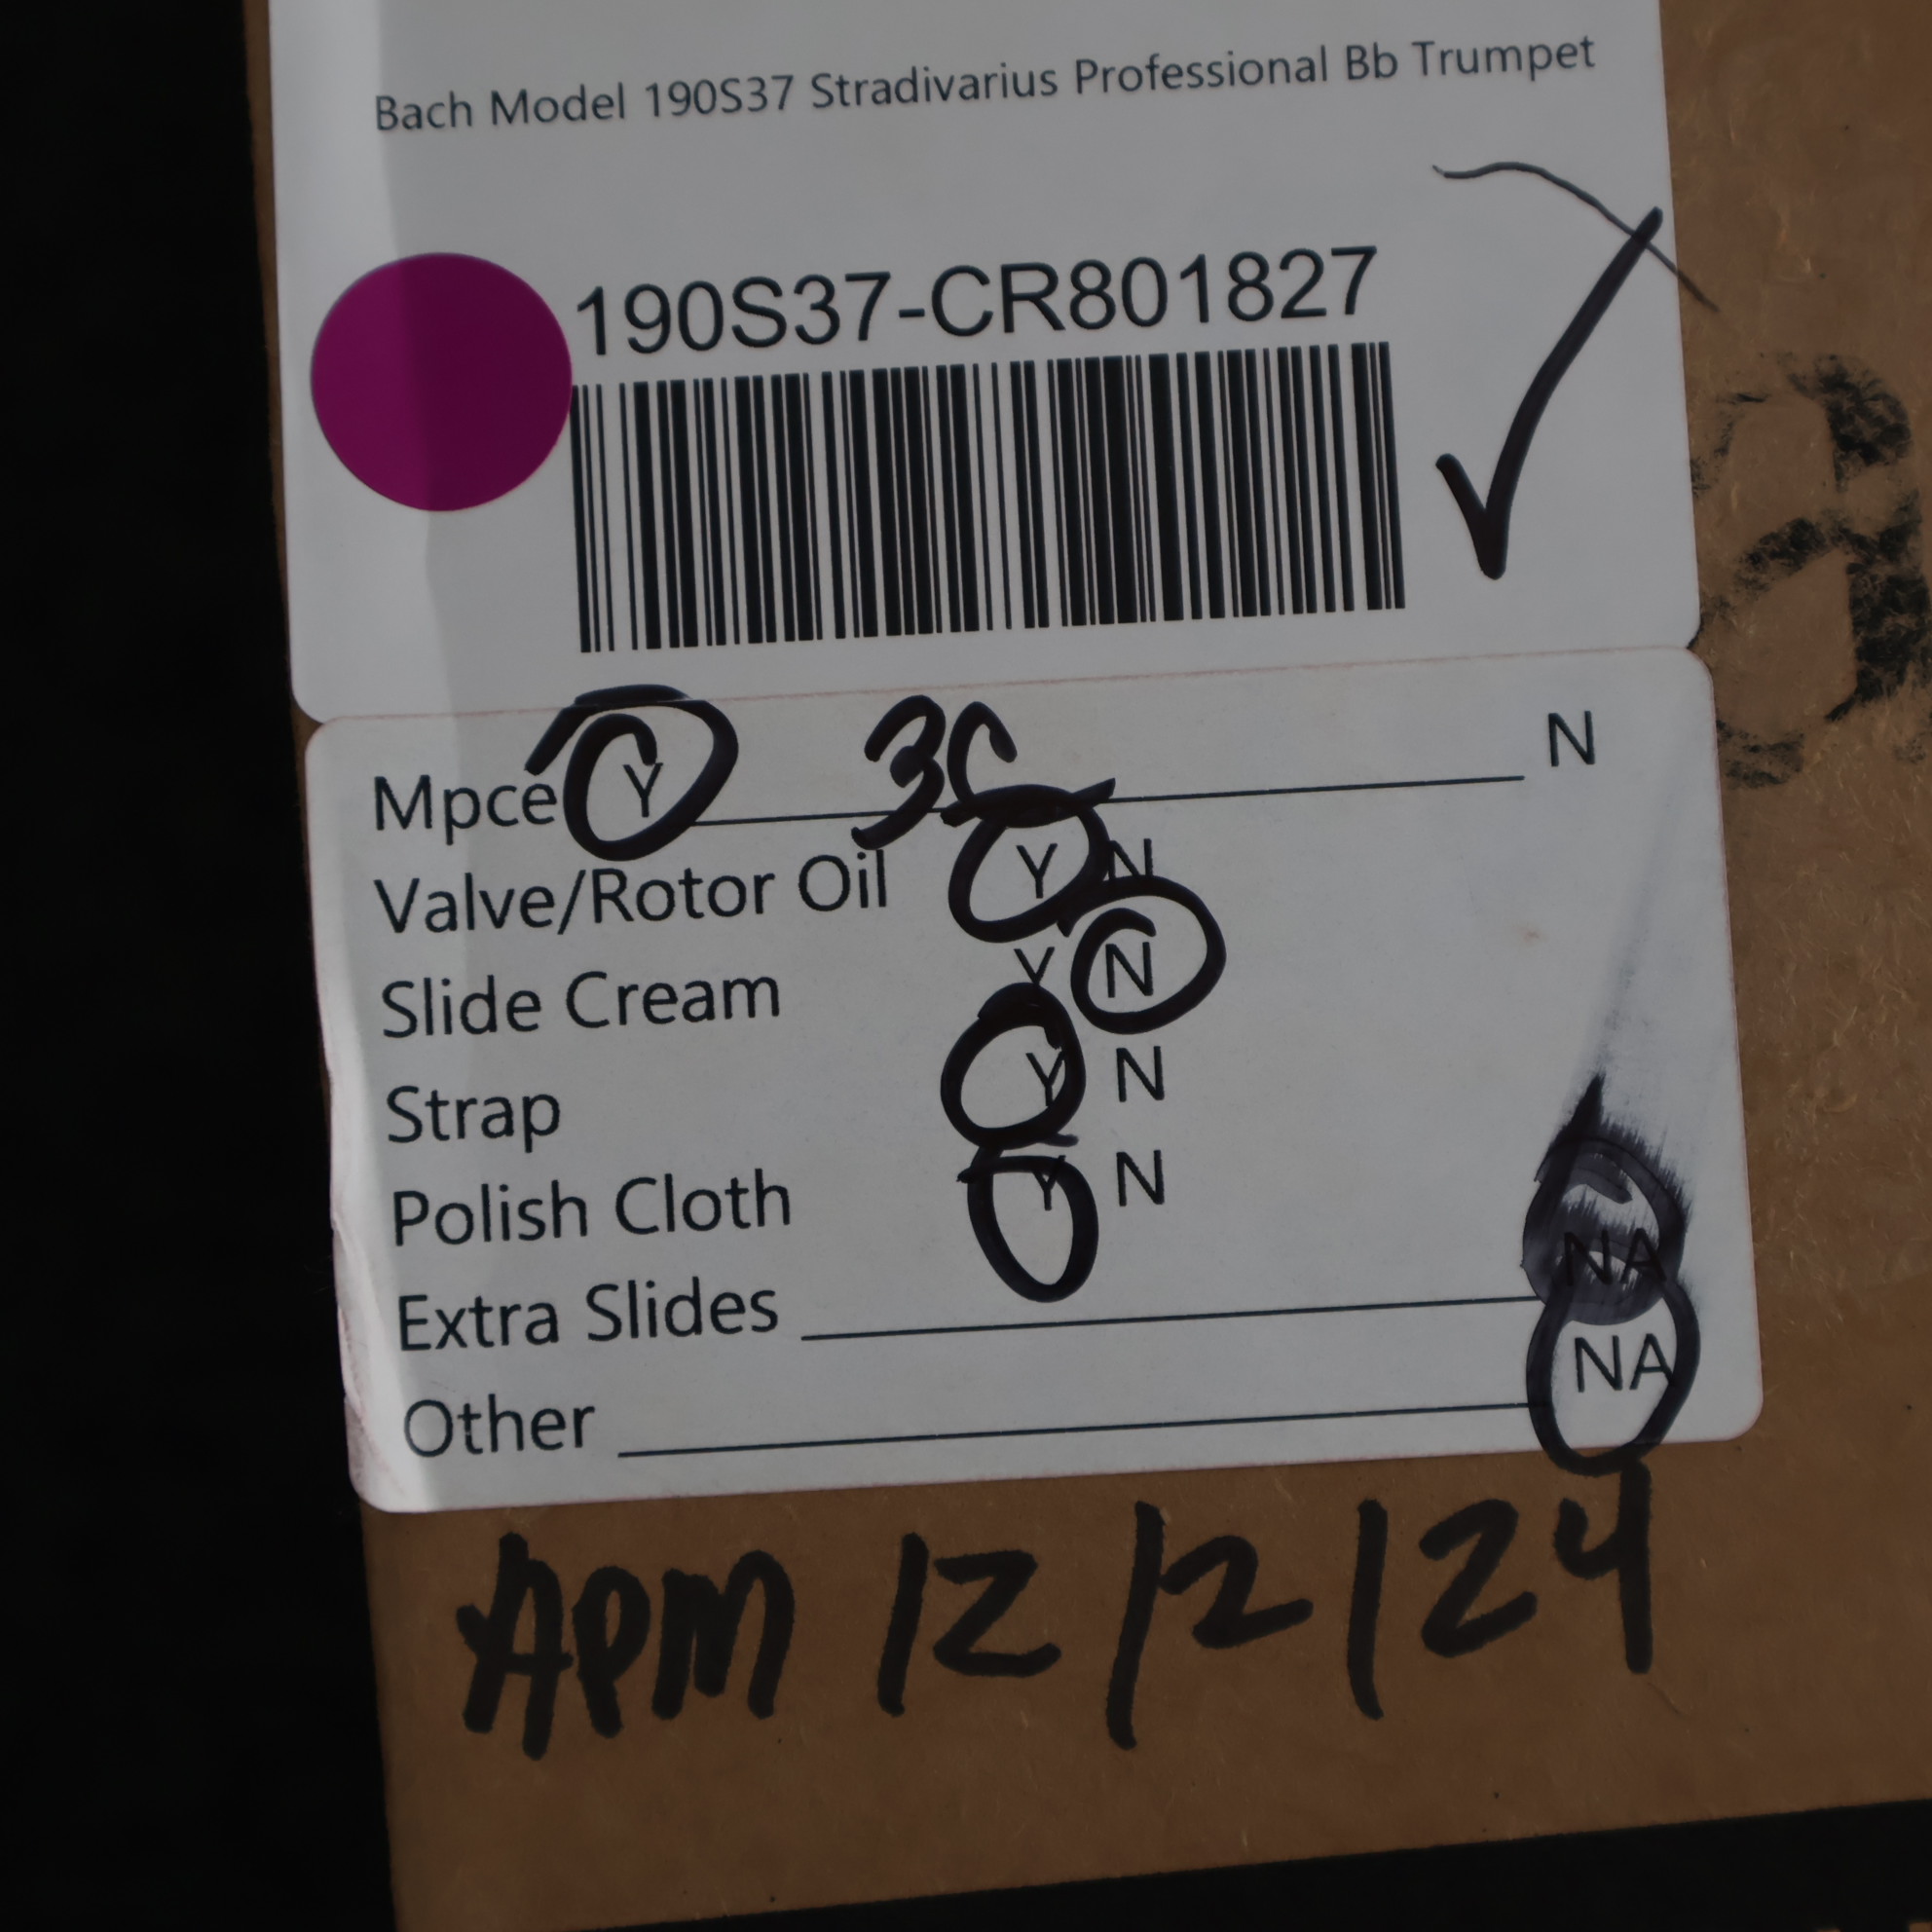 Bach Model 190S37 Stradivarius Professional Bb Trumpet
190S37-CR801827
Mpce Y 3C N
Valve/Rotor Oil Y N
Slide Cream Y N
Strap Y N
Polish Cloth Y N
Extra Slides NA
Other NA
APM 12/2/24